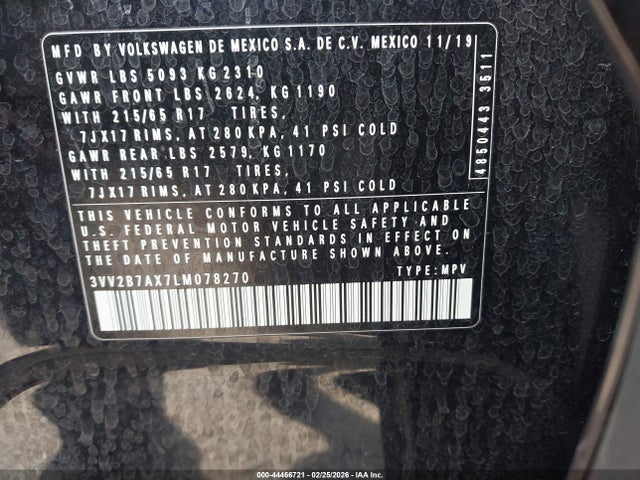 MFD BY VOLKSWAGEN DE MEXICO S.A. DE C.V. MEXICO 11/19
GVWR LBS 5093 KG 2310
GAWR FRONT LBS 2624, KG 1190
WITH 215/65 R17 TIRES,
7JX17 RIMS, AT 280 KPA, 41 PSI COLD
GAWR REAR LBS 2579, KG 1170
WITH 215/65 R17 TIRES,
7JX17 RIMS, AT 280 KPA, 41 PSI COLD
4850443 3511
THIS VEHICLE CONFORMS TO ALL APPLICABLE
U.S. FEDERAL MOTOR VEHICLE SAFETY AND
THEFT PREVENTION STANDARDS IN EFFECT ON
THE DATE OF MANUFACTURE SHOWN ABOVE.
3VV2B7AX7LM078270 TYPE: MPV
000-44466721 - 02/25/2026 - IAA Inc.